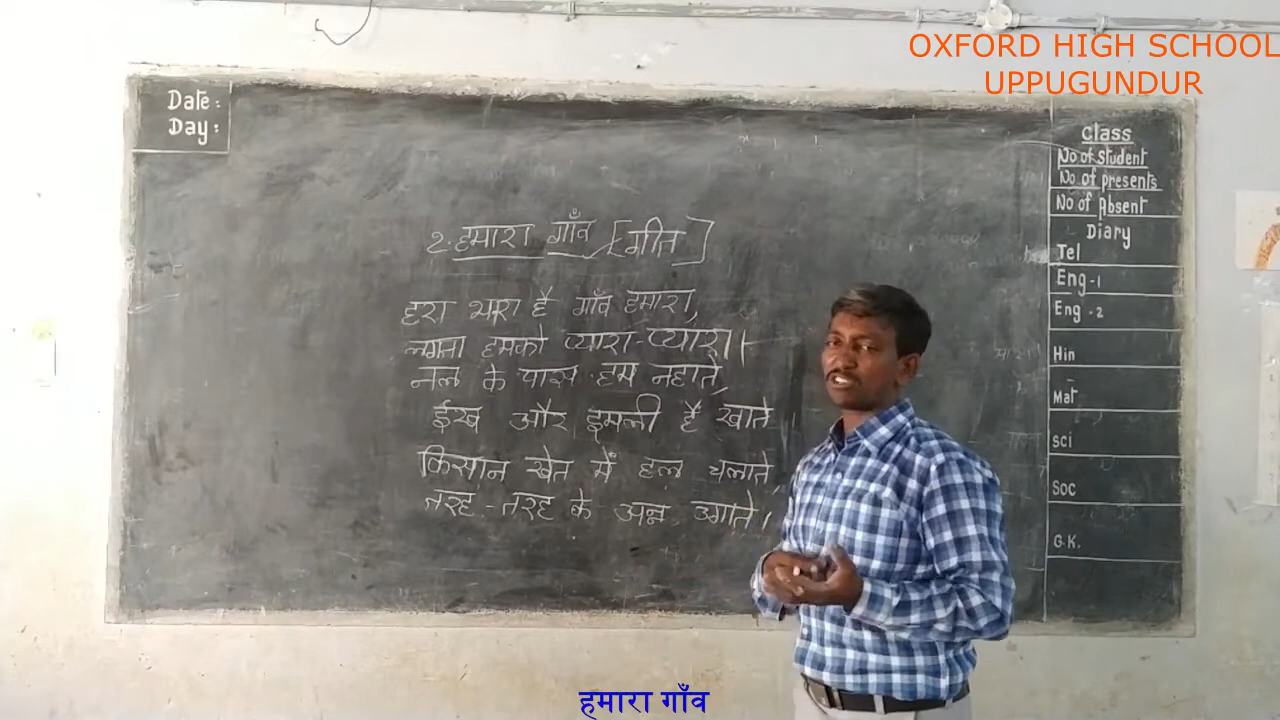 OXFORD HIGH SCHOOL
UPPUGUNDUR
Date:
Day:
२. हमारा गाँव [गीत]
हरा भरा है गाँव हमारा,
लगता हमको प्यारा-प्यारा।
नल के पास हम नहाते,
ईख और इमली है खाते
किसान खेत में हल चलाते,
तरह-तरह के अन्न उगाते।
Class
No of student
No of presents
No of Absent
Diary
Tel
Eng-1
Eng-2
Hin
Mat
sci
Soc
G.K.
हमारा गाँव